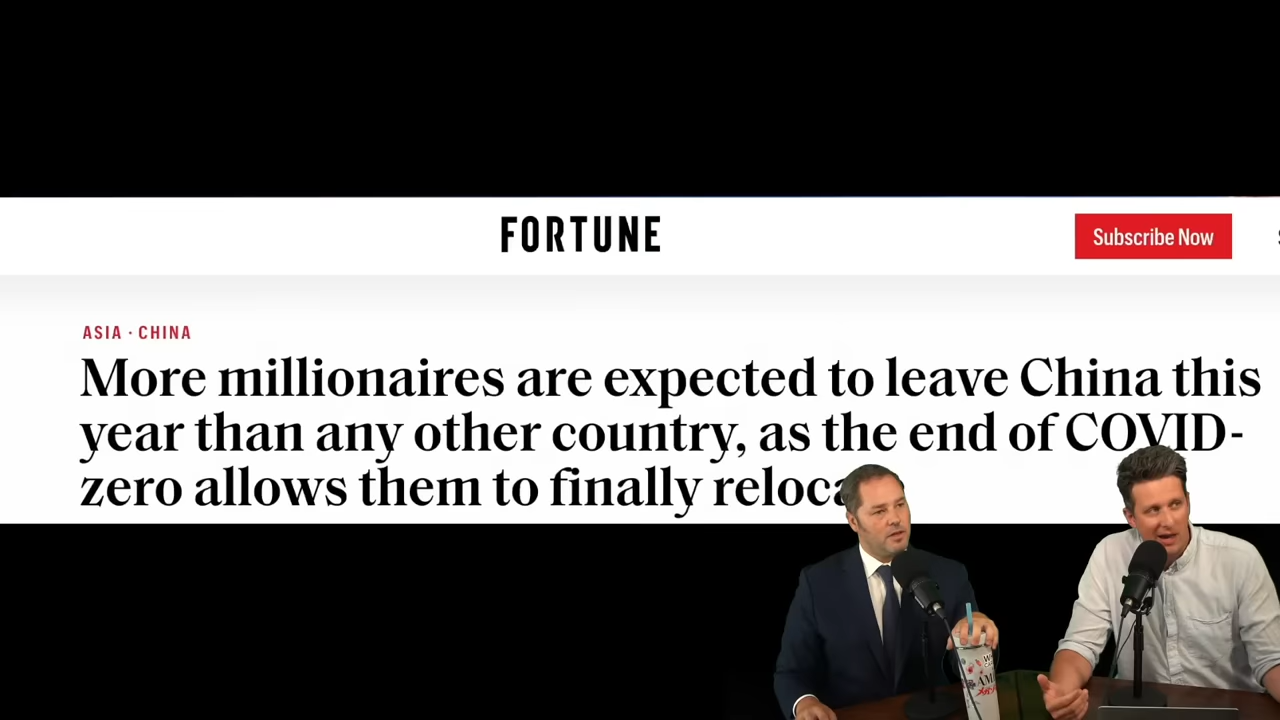 FORTUNE
Subscribe Now
ASIA · CHINA
More millionaires are expected to leave China this
year than any other country, as the end of COVID-
zero allows them to finally